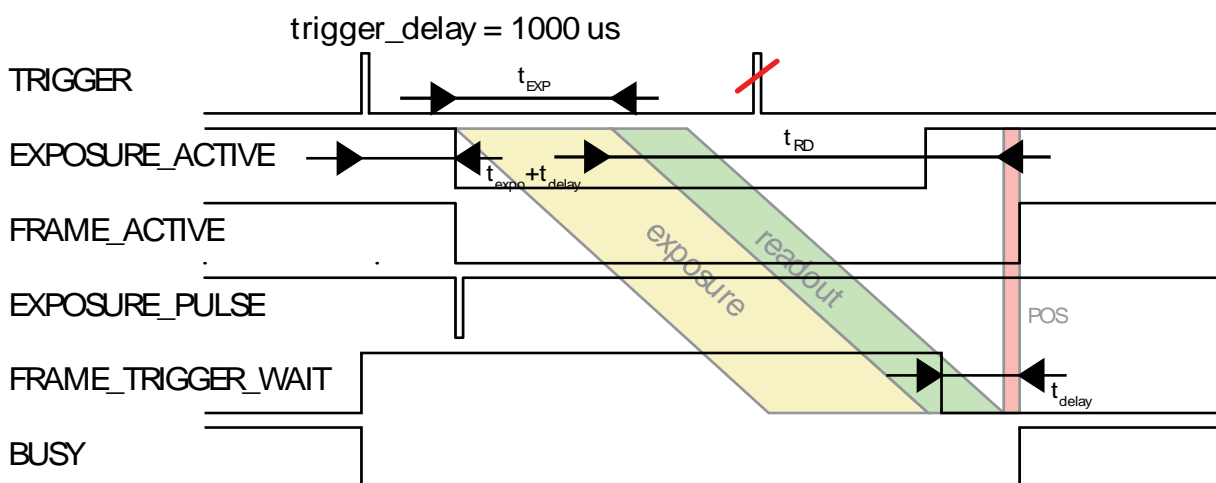 trigger_delay = 1000 us
TRIGGER
tEXP
EXPOSURE_ACTIVE
tRD
texpo+tdelay
FRAME_ACTIVE
exposure
readout
EXPOSURE_PULSE
POS
FRAME_TRIGGER_WAIT
tdelay
BUSY